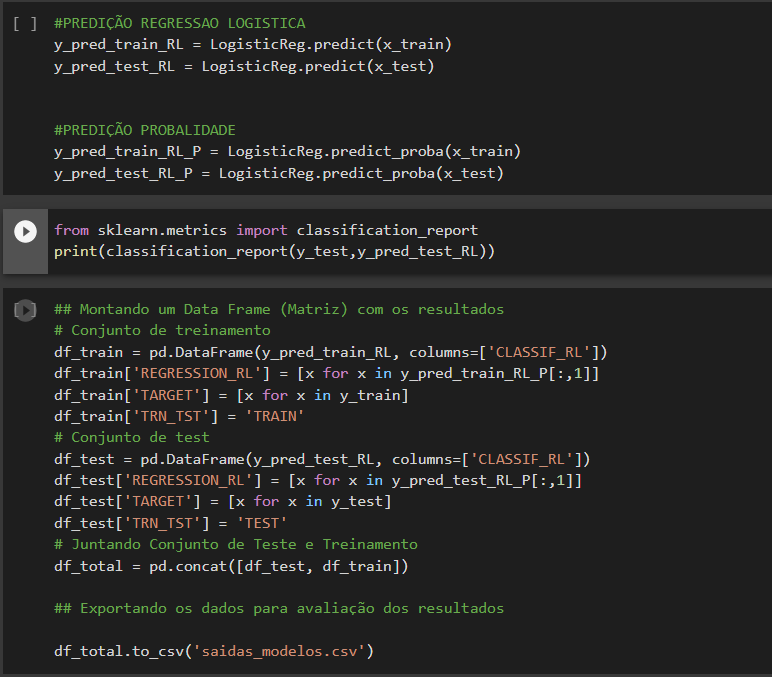 [ ] #PREDIÇÃO REGRESSAO LOGISTICA
y_pred_train_RL = LogisticReg.predict(x_train)
y_pred_test_RL = LogisticReg.predict(x_test)
#PREDIÇÃO PROBALIDADE
y_pred_train_RL_P = LogisticReg.predict_proba(x_train)
y_pred_test_RL_P = LogisticReg.predict_proba(x_test)
from sklearn.metrics import classification_report
print(classification_report(y_test,y_pred_test_RL))
[ ] ## Montando um Data Frame (Matriz) com os resultados
# Conjunto de treinamento
df_train = pd.DataFrame(y_pred_train_RL, columns=['CLASSIF_RL'])
df_train['REGRESSION_RL'] = [x for x in y_pred_train_RL_P[:,1]]
df_train['TARGET'] = [x for x in y_train]
df_train['TRN_TST'] = 'TRAIN'
# Conjunto de test
df_test = pd.DataFrame(y_pred_test_RL, columns=['CLASSIF_RL'])
df_test['REGRESSION_RL'] = [x for x in y_pred_test_RL_P[:,1]]
df_test['TARGET'] = [x for x in y_test]
df_test['TRN_TST'] = 'TEST'
# Juntando Conjunto de Teste e Treinamento
df_total = pd.concat([df_test, df_train])
## Exportando os dados para avaliação dos resultados
df_total.to_csv('saidas_modelos.csv')